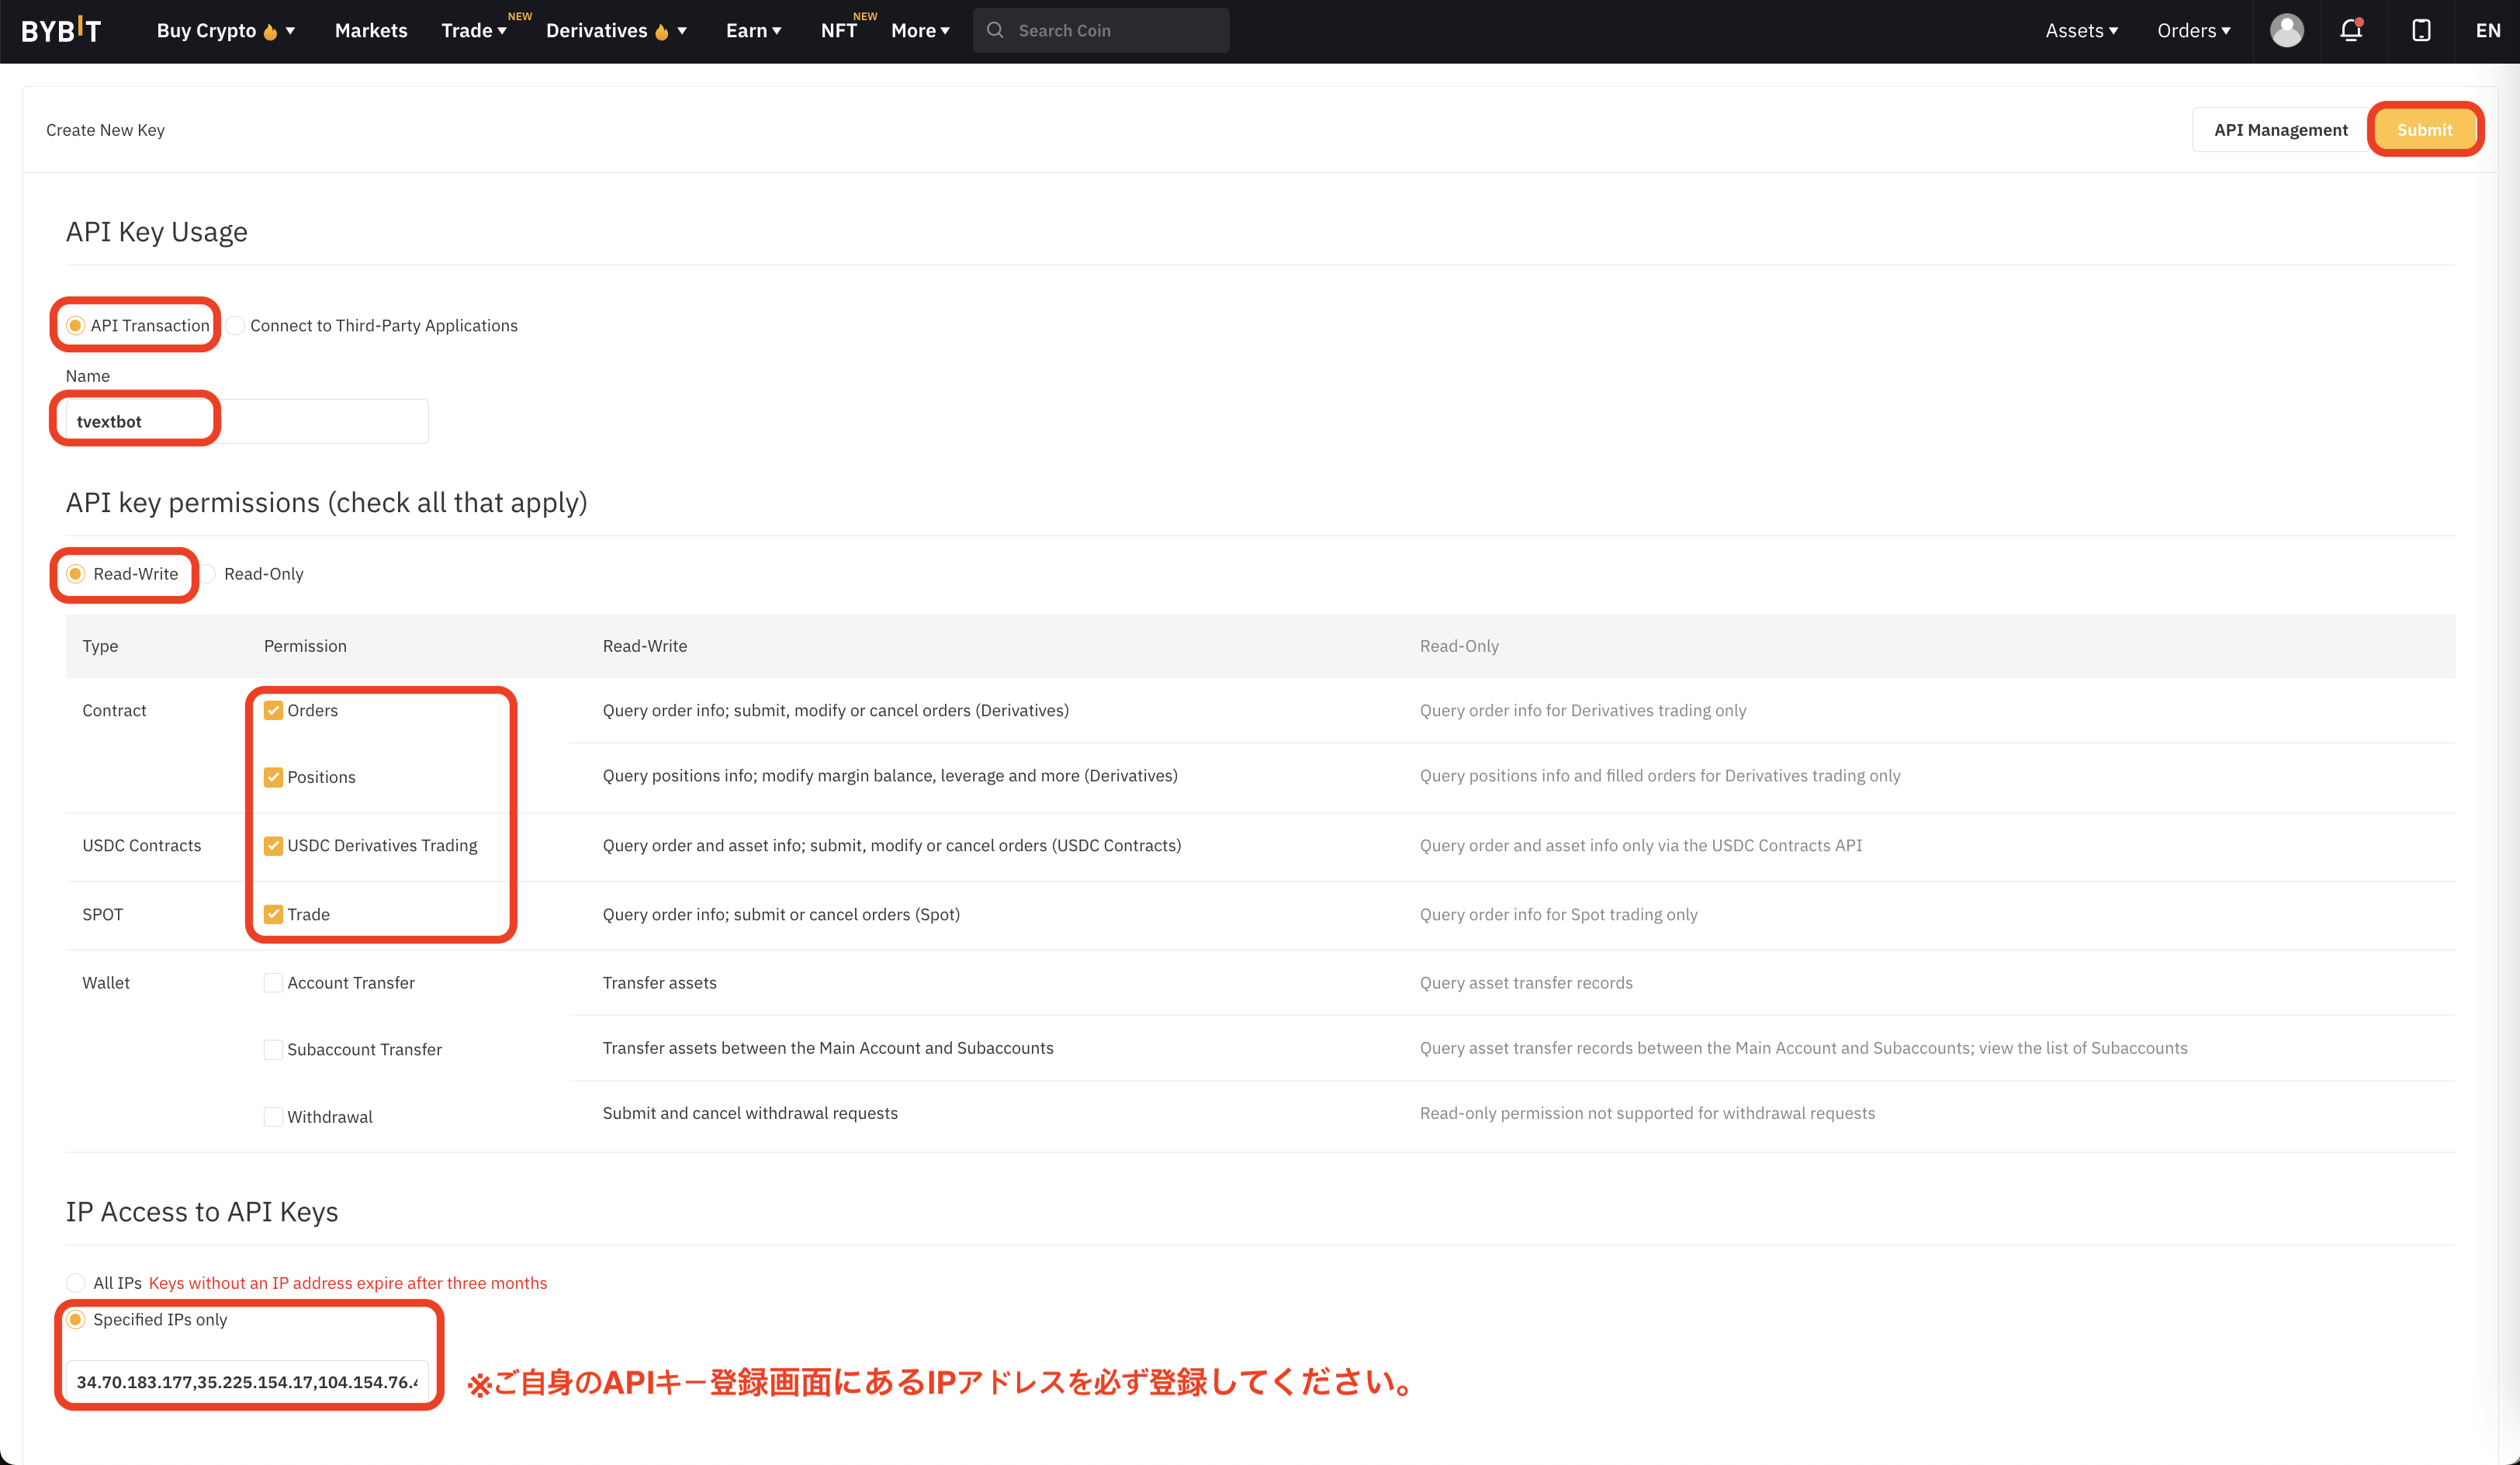 BYBIT Buy Crypto Markets Trade NEW Derivatives Earn NFT NEW More Search Coin Assets Orders EN
Create New Key API Management Submit
API Key Usage
API Transaction Connect to Third-Party Applications
Name
tvextbot
API key permissions (check all that apply)
Read-Write Read-Only
Type Permission Read-Write Read-Only
Contract Orders Query order info; submit, modify or cancel orders (Derivatives) Query order info for Derivatives trading only
Positions Query positions info; modify margin balance, leverage and more (Derivatives) Query positions info and filled orders for Derivatives trading only
USDC Contracts USDC Derivatives Trading Query order and asset info; submit, modify or cancel orders (USDC Contracts) Query order and asset info only via the USDC Contracts API
SPOT Trade Query order info; submit or cancel orders (Spot) Query order info for Spot trading only
Wallet Account Transfer Transfer assets Query asset transfer records
Subaccount Transfer Transfer assets between the Main Account and Subaccounts Query asset transfer records between the Main Account and Subaccounts; view the list of Subaccounts
Withdrawal Submit and cancel withdrawal requests Read-only permission not supported for withdrawal requests
IP Access to API Keys
All IPs Keys without an IP address expire after three months
Specified IPs only
34.70.183.177,35.225.154.17,104.154.76. ※ご自身のAPIキー登録画面にあるIPアドレスを必ず登録してください。